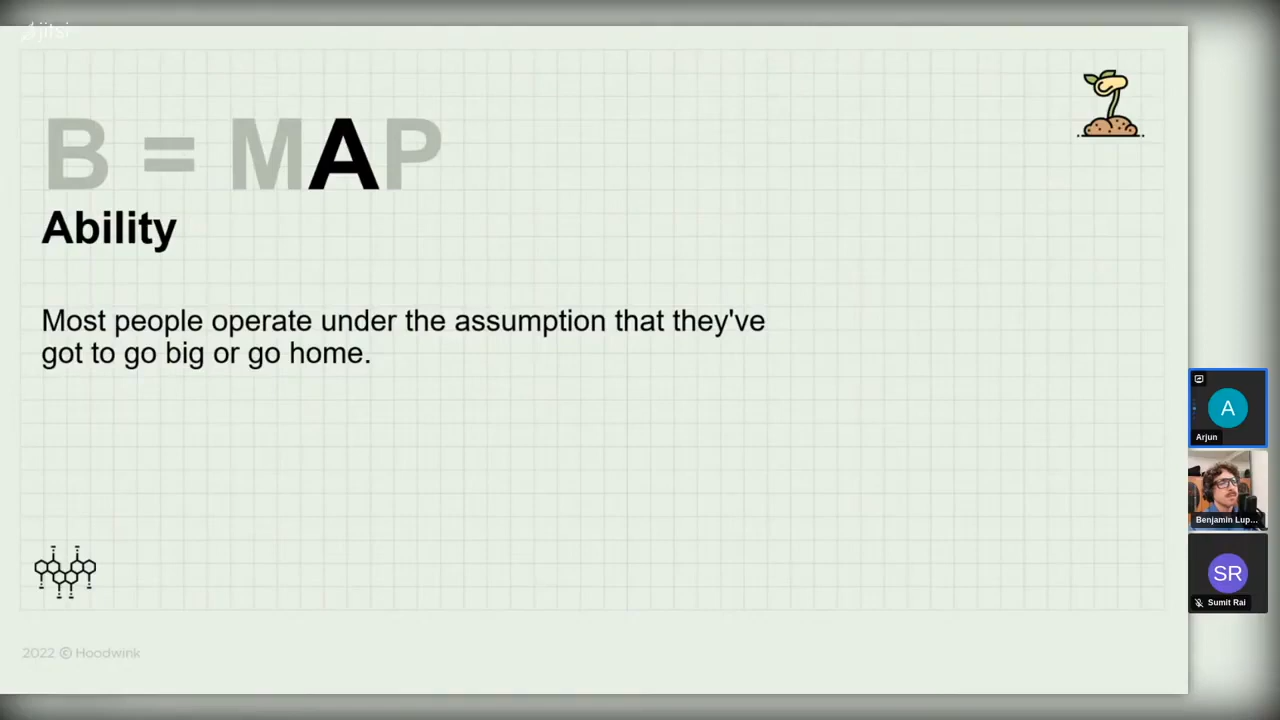 jitsi
B = MAP
Ability
Most people operate under the assumption that they've
got to go big or go home.
A
Arjun
Benjamin Lup...
SR
Sumit Rai
2022 © Hoodwink